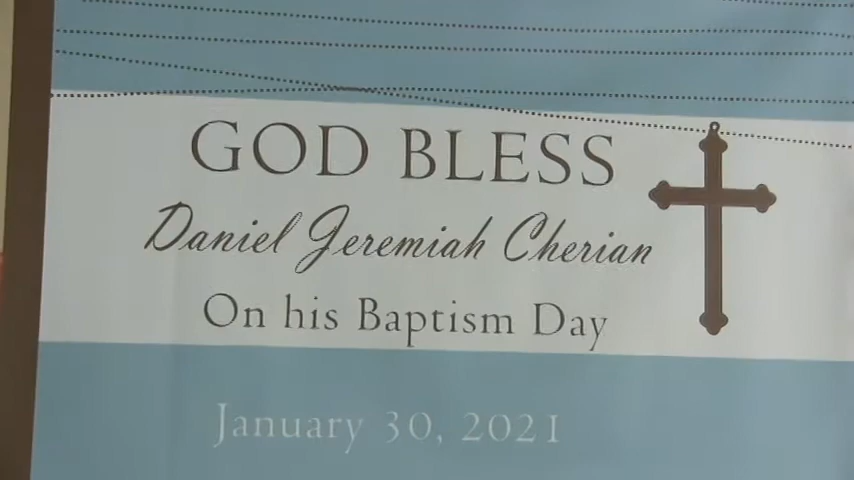 GOD BLESS
Daniel Jeremiah Cherian
On his Baptism Day
January 30, 2021